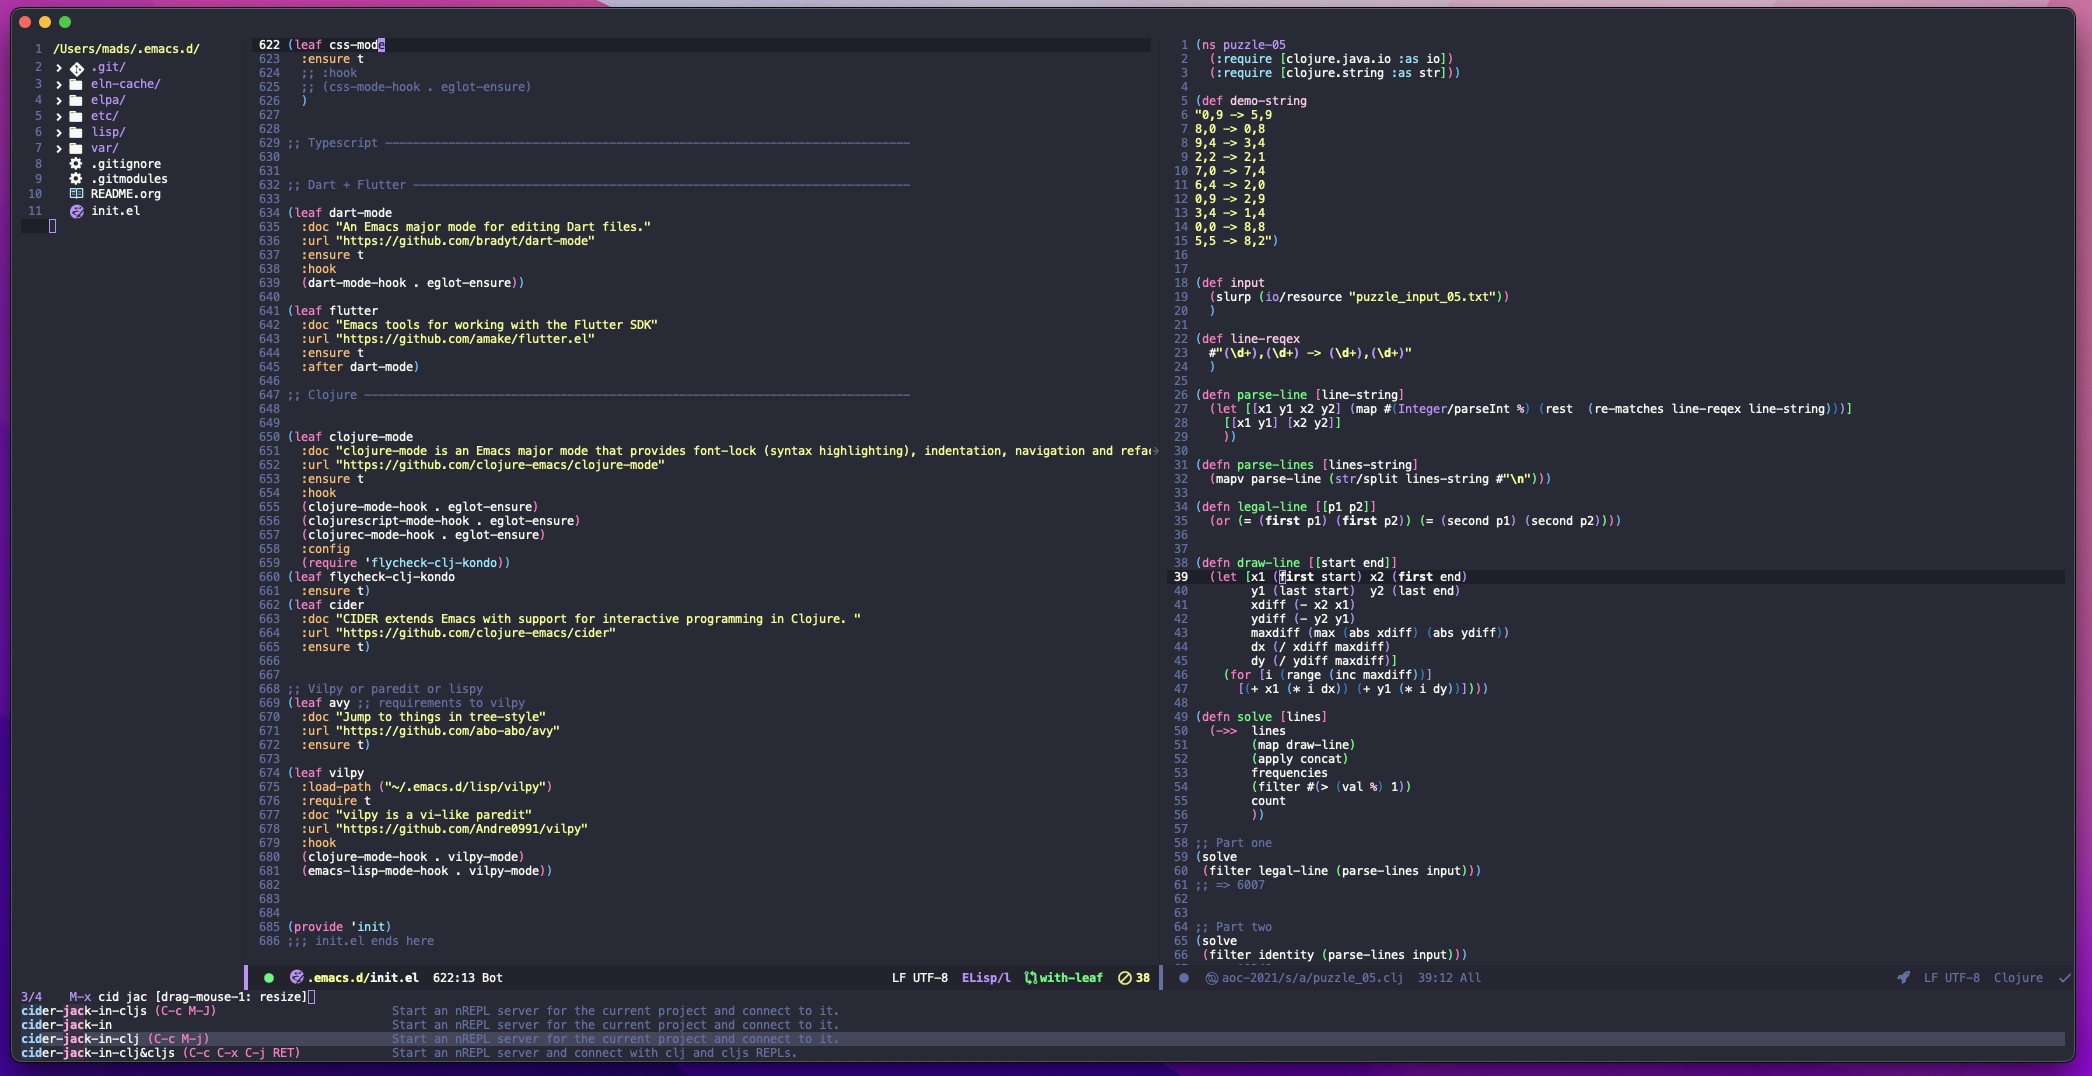 1 /Users/mads/.emacs.d/
2 .git/
3 eln-cache/
4 elpa/
5 etc/
6 lisp/
7 var/
8 .gitignore
9 .gitmodules
10 README.org
11 init.el
622 (leaf css-mode
623 :ensure t
624 ;; :hook
625 ;; (css-mode-hook . eglot-ensure)
626 )
627
628
629 ;; Typescript ───────────────────────────────────────────────────────────────────────────
630
631
632 ;; Dart + Flutter ───────────────────────────────────────────────────────────────────────
633
634 (leaf dart-mode
635 :doc "An Emacs major mode for editing Dart files."
636 :url "https://github.com/bradyt/dart-mode"
637 :ensure t
638 :hook
639 (dart-mode-hook . eglot-ensure))
640
641 (leaf flutter
642 :doc "Emacs tools for working with the Flutter SDK"
643 :url "https://github.com/amake/flutter.el"
644 :ensure t
645 :after dart-mode)
646
647 ;; Clojure ──────────────────────────────────────────────────────────────────────────────
648
649
650 (leaf clojure-mode
651 :doc "clojure-mode is an Emacs major mode that provides font-lock (syntax highlighting), indentation, navigation and refac
652 :url "https://github.com/clojure-emacs/clojure-mode"
653 :ensure t
654 :hook
655 (clojure-mode-hook . eglot-ensure)
656 (clojurescript-mode-hook . eglot-ensure)
657 (clojurec-mode-hook . eglot-ensure)
658 :config
659 (require 'flycheck-clj-kondo))
660 (leaf flycheck-clj-kondo
661 :ensure t)
662 (leaf cider
663 :doc "CIDER extends Emacs with support for interactive programming in Clojure. "
664 :url "https://github.com/clojure-emacs/cider"
665 :ensure t)
666
667
668 ;; Vilpy or paredit or lispy
669 (leaf avy ;; requirements to vilpy
670 :doc "Jump to things in tree-style"
671 :url "https://github.com/abo-abo/avy"
672 :ensure t)
673
674 (leaf vilpy
675 :load-path ("~/.emacs.d/lisp/vilpy")
676 :require t
677 :doc "vilpy is a vi-like paredit"
678 :url "https://github.com/Andre0991/vilpy"
679 :hook
680 (clojure-mode-hook . vilpy-mode)
681 (emacs-lisp-mode-hook . vilpy-mode))
682
683
684
685 (provide 'init)
686 ;;; init.el ends here
.emacs.d/init.el 622:13 Bot LF UTF-8 ELisp/l with-leaf 38
1 (ns puzzle-05
2 (:require [clojure.java.io :as io])
3 (:require [clojure.string :as str]))
4
5 (def demo-string
6 "0,9 -> 5,9
7 8,0 -> 0,8
8 9,4 -> 3,4
9 2,2 -> 2,1
10 7,0 -> 7,4
11 6,4 -> 2,0
12 0,9 -> 2,9
13 3,4 -> 1,4
14 0,0 -> 8,8
15 5,5 -> 8,2")
16
17
18 (def input
19 (slurp (io/resource "puzzle_input_05.txt"))
20 )
21
22 (def line-reqex
23 #"(\d+),(\d+) -> (\d+),(\d+)"
24 )
25
26 (defn parse-line [line-string]
27 (let [[x1 y1 x2 y2] (map #(Integer/parseInt %) (rest (re-matches line-reqex line-string)))]
28 [[x1 y1] [x2 y2]]
29 ))
30
31 (defn parse-lines [lines-string]
32 (mapv parse-line (str/split lines-string #"\n")))
33
34 (defn legal-line [[p1 p2]]
35 (or (= (first p1) (first p2)) (= (second p1) (second p2))))
36
37
38 (defn draw-line [[start end]]
39 (let [x1 (first start) x2 (first end)
40 y1 (last start) y2 (last end)
41 xdiff (- x2 x1)
42 ydiff (- y2 y1)
43 maxdiff (max (abs xdiff) (abs ydiff))
44 dx (/ xdiff maxdiff)
45 dy (/ ydiff maxdiff)]
46 (for [i (range (inc maxdiff))]
47 [(+ x1 (* i dx)) (+ y1 (* i dy))])))
48
49 (defn solve [lines]
50 (->> lines
51 (map draw-line)
52 (apply concat)
53 frequencies
54 (filter #(> (val %) 1))
55 count
56 ))
57
58 ;; Part one
59 (solve
60 (filter legal-line (parse-lines input)))
61 ;; => 6007
62
63
64 ;; Part two
65 (solve
66 (filter identity (parse-lines input)))
aoc-2021/s/a/puzzle_05.clj 39:12 All LF UTF-8 Clojure
3/4 M-x cid jac [drag-mouse-1: resize]
cider-jack-in-cljs (C-c M-J) Start an nREPL server for the current project and connect to it.
cider-jack-in Start an nREPL server for the current project and connect to it.
cider-jack-in-clj (C-c M-j) Start an nREPL server for the current project and connect to it.
cider-jack-in-clj&cljs (C-c C-x C-j RET) Start an nREPL server and connect with clj and cljs REPLs.